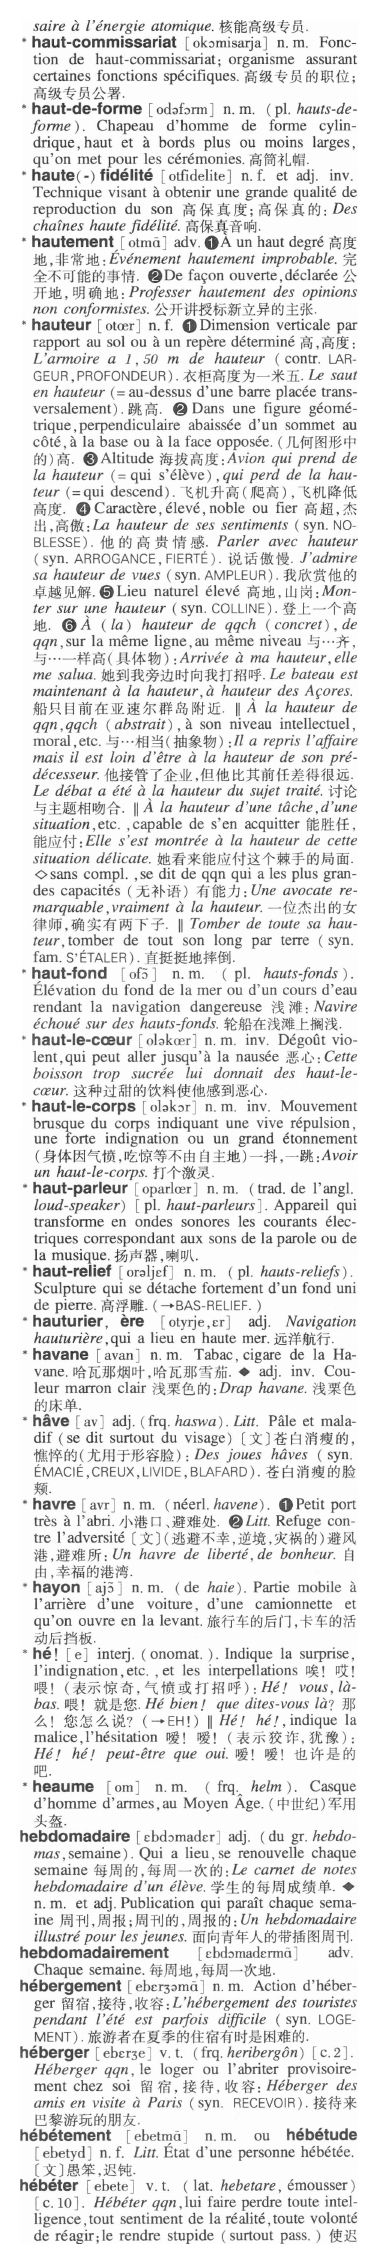 saire à l'énergie atomique. 核能高级专员.
* haut-commissariat [okɔmisarja] n. m. Fonc-
tion de haut-commissariat; organisme assurant
certaines fonctions spécifiques. 高级专员的职位;
高级专员公署.
* haut-de-forme [odəfɔrm] n. m. (pl. hauts-de-
forme). Chapeau d'homme de forme cylin-
drique, haut et à bords plus ou moins larges,
qu'on met pour les cérémonies. 高筒礼帽.
* haute(-) fidélité [otfidelite] n. f. et adj. inv.
Technique visant à obtenir une grande qualité de
reproduction du son 高保真度; 高保真的: Des
chaînes haute fidélité. 高保真音响.
* hautement [otmɑ̃] adv. ❶ À un haut degré 高度
地, 非常地: Événement hautement improbable. 完
全不可能的事情. ❷ De façon ouverte, déclarée 公
开地, 明确地: Professer hautement des opinions
non conformistes. 公开讲授标新立异的主张.
* hauteur [otœr] n. f. ❶ Dimension verticale par
rapport au sol ou à un repère déterminé 高, 高度:
L'armoire a 1,50 m de hauteur (contr. LAR-
GEUR, PROFONDEUR). 衣柜高度为一米五. Le saut
en hauteur (= au-dessus d'une barre placée trans-
versalement). 跳高. ❷ Dans une figure géomé-
trique, perpendiculaire abaissée d'un sommet au
côté, à la base ou à la face opposée. (几何图形中
的)高. ❸ Altitude 海拔高度: Avion qui prend de
la hauteur (= qui s'élève), qui perd de la hau-
teur (= qui descend). 飞机升高(爬高), 飞机降低
高度. ❹ Caractère, élevé, noble ou fier 高超, 杰
出, 高傲: La hauteur de ses sentiments (syn. NO-
BLESSE). 他的高贵情感. Parler avec hauteur
(syn. ARROGANCE, FIERTÉ). 说话傲慢. J'admire
sa hauteur de vues (syn. AMPLEUR). 我欣赏他的
卓越见解. ❺ Lieu naturel élevé 高地, 山岗: Mon-
ter sur une hauteur (syn. COLLINE). 登上一个高
地. ❻ À (la) hauteur de qqch (concret), de
qqn, sur la même ligne, au même niveau 与…齐,
与…一样高(具体物): Arrivée à ma hauteur, elle
me salua. 她到我旁边时向我打招呼. Le bateau est
maintenant à la hauteur, à hauteur des Açores.
船只目前在亚速尔群岛附近. ‖ À la hauteur de
qqn, qqch (abstrait), à son niveau intellectuel,
moral, etc. 与…相当(抽象物): Il a repris l'affaire
mais il est loin d'être à la hauteur de son pré-
décesseur. 他接管了企业, 但他比其前任差得很远.
Le débat a été à la hauteur du sujet traité. 讨论
与主题相吻合. ‖ À la hauteur d'une tâche, d'une
situation, etc., capable de s'en acquitter 能胜任,
能应付: Elle s'est montrée à la hauteur de cette
situation délicate. 她看来能应付这个棘手的局面.
◇ sans compl., se dit de qqn qui a les plus gran-
des capacités (无补语) 有能力: Une avocate re-
marquable, vraiment à la hauteur. 一位杰出的女
律师, 确实有两下子. ‖ Tomber de toute sa hau-
teur, tomber de tout son long par terre (syn.
fam. S'ÉTALER). 直挺挺地摔倒.
* haut-fond [ofɔ̃] n. m. (pl. hauts-fonds).
Élévation du fond de la mer ou d'un cours d'eau
rendant la navigation dangereuse 浅滩: Navire
échoué sur des hauts-fonds. 轮船在浅滩上搁浅.
* haut-le-cœur [oləkœr] n. m. inv. Dégoût vio-
lent, qui peut aller jusqu'à la nausée 恶心: Cette
boisson trop sucrée lui donnait des haut-le-
cœur. 这种过甜的饮料使他感到恶心.
* haut-le-corps [oləkɔr] n. m. inv. Mouvement
brusque du corps indiquant une vive répulsion,
une forte indignation ou un grand étonnement
(身体因气愤, 吃惊等不由自主地)一抖, 一跳: Avoir
un haut-le-corps. 打个激灵.
* haut-parleur [oparlœr] n. m. (trad. de l'angl.
loud-speaker) [pl. haut-parleurs]. Appareil qui
transforme en ondes sonores les courants élec-
triques correspondant aux sons de la parole ou de
la musique. 扬声器, 喇叭.
* haut-relief [orəljɛf] n. m. (pl. hauts-reliefs).
Sculpture qui se détache fortement d'un fond uni
de pierre. 高浮雕. (→BAS-RELIEF.)
* hauturier, ère [otyrje, ɛr] adj. Navigation
hauturière, qui a lieu en haute mer. 远洋航行.
* havane [avan] n. m. Tabac, cigare de la Ha-
vane. 哈瓦那烟叶, 哈瓦那雪茄. ◆ adj. inv. Cou-
leur marron clair 浅栗色的: Drap havane. 浅栗色
的床单.
* hâve [av] adj. (frq. haswa). Litt. Pâle et mala-
dif (se dit surtout du visage) 〔文〕苍白消瘦的,
憔悴的(尤用于形容脸): Des joues hâves (syn.
ÉMACIÉ, CREUX, LIVIDE, BLAFARD). 苍白消瘦的脸
颊.
* havre [avr] n. m. (néerl. havene). ❶ Petit port
très à l'abri. 小港口、避难处. ❷ Litt. Refuge con-
tre l'adversité 〔文〕(逃避不幸, 逆境, 灾祸的)避风
港, 避难所: Un havre de liberté, de bonheur. 自
由, 幸福的港湾.
* hayon [ajɔ̃] n. m. (de haie). Partie mobile à
l'arrière d'une voiture, d'une camionnette et
qu'on ouvre en la levant. 旅行车的后门, 卡车的活
动后挡板.
* hé! [e] interj. (onomat.). Indique la surprise,
l'indignation, etc., et les interpellations 唉! 哎!
喂! (表示惊奇, 气愤或打招呼): Hé! vous, là-
bas. 喂! 就是您. Hé bien! que dites-vous là? 那
么! 您怎么说? (→EH!) ‖ Hé! hé!, indique la
malice, l'hésitation 嗳! 嗳! (表示狡诈, 犹豫):
Hé! hé! peut-être que oui. 嗳! 嗳! 也许是的
吧.
* heaume [om] n. m. (frq. helm). Casque
d'homme d'armes, au Moyen Âge. (中世纪)军用
头盔.
hebdomadaire [ɛbdɔmadɛr] adj. (du gr. hebdo-
mas, semaine). Qui a lieu, se renouvelle chaque
semaine 每周的, 每周一次的: Le carnet de notes
hebdomadaire d'un élève. 学生的每周成绩单. ◆
n. m. et adj. Publication qui paraît chaque sema-
ine 周刊, 周报; 周刊的, 周报的: Un hebdomadaire
illustré pour les jeunes. 面向青年人的带插图周刊.
hebdomadairement [ɛbdɔmadɛrmɑ̃] adv.
Chaque semaine. 每周地, 每周一次地.
hébergement [ebɛrʒəmɑ̃] n. m. Action d'héber-
ger 留宿, 接待, 收容: L'hébergement des touristes
pendant l'été est parfois difficile (syn. LOGE-
MENT). 旅游者在夏季的住宿有时是困难的.
héberger [ebɛrʒe] v. t. (frq. heribergôn) [c. 2].
Héberger qqn, le loger ou l'abriter provisoire-
ment chez soi 留宿, 接待, 收容: Héberger des
amis en visite à Paris (syn. RECEVOIR). 接待来
巴黎游玩的朋友.
hébétement [ebetmɑ̃] n. m. ou hébétude
[ebetyd] n. f. Litt. État d'une personne hébétée.
〔文〕愚笨, 迟钝.
hébéter [ebete] v. t. (lat. hebetare, émousser)
[c. 10]. Hébéter qqn, lui faire perdre toute intel-
ligence, tout sentiment de la réalité, toute volonté
de réagir; le rendre stupide (surtout pass.) 使迟